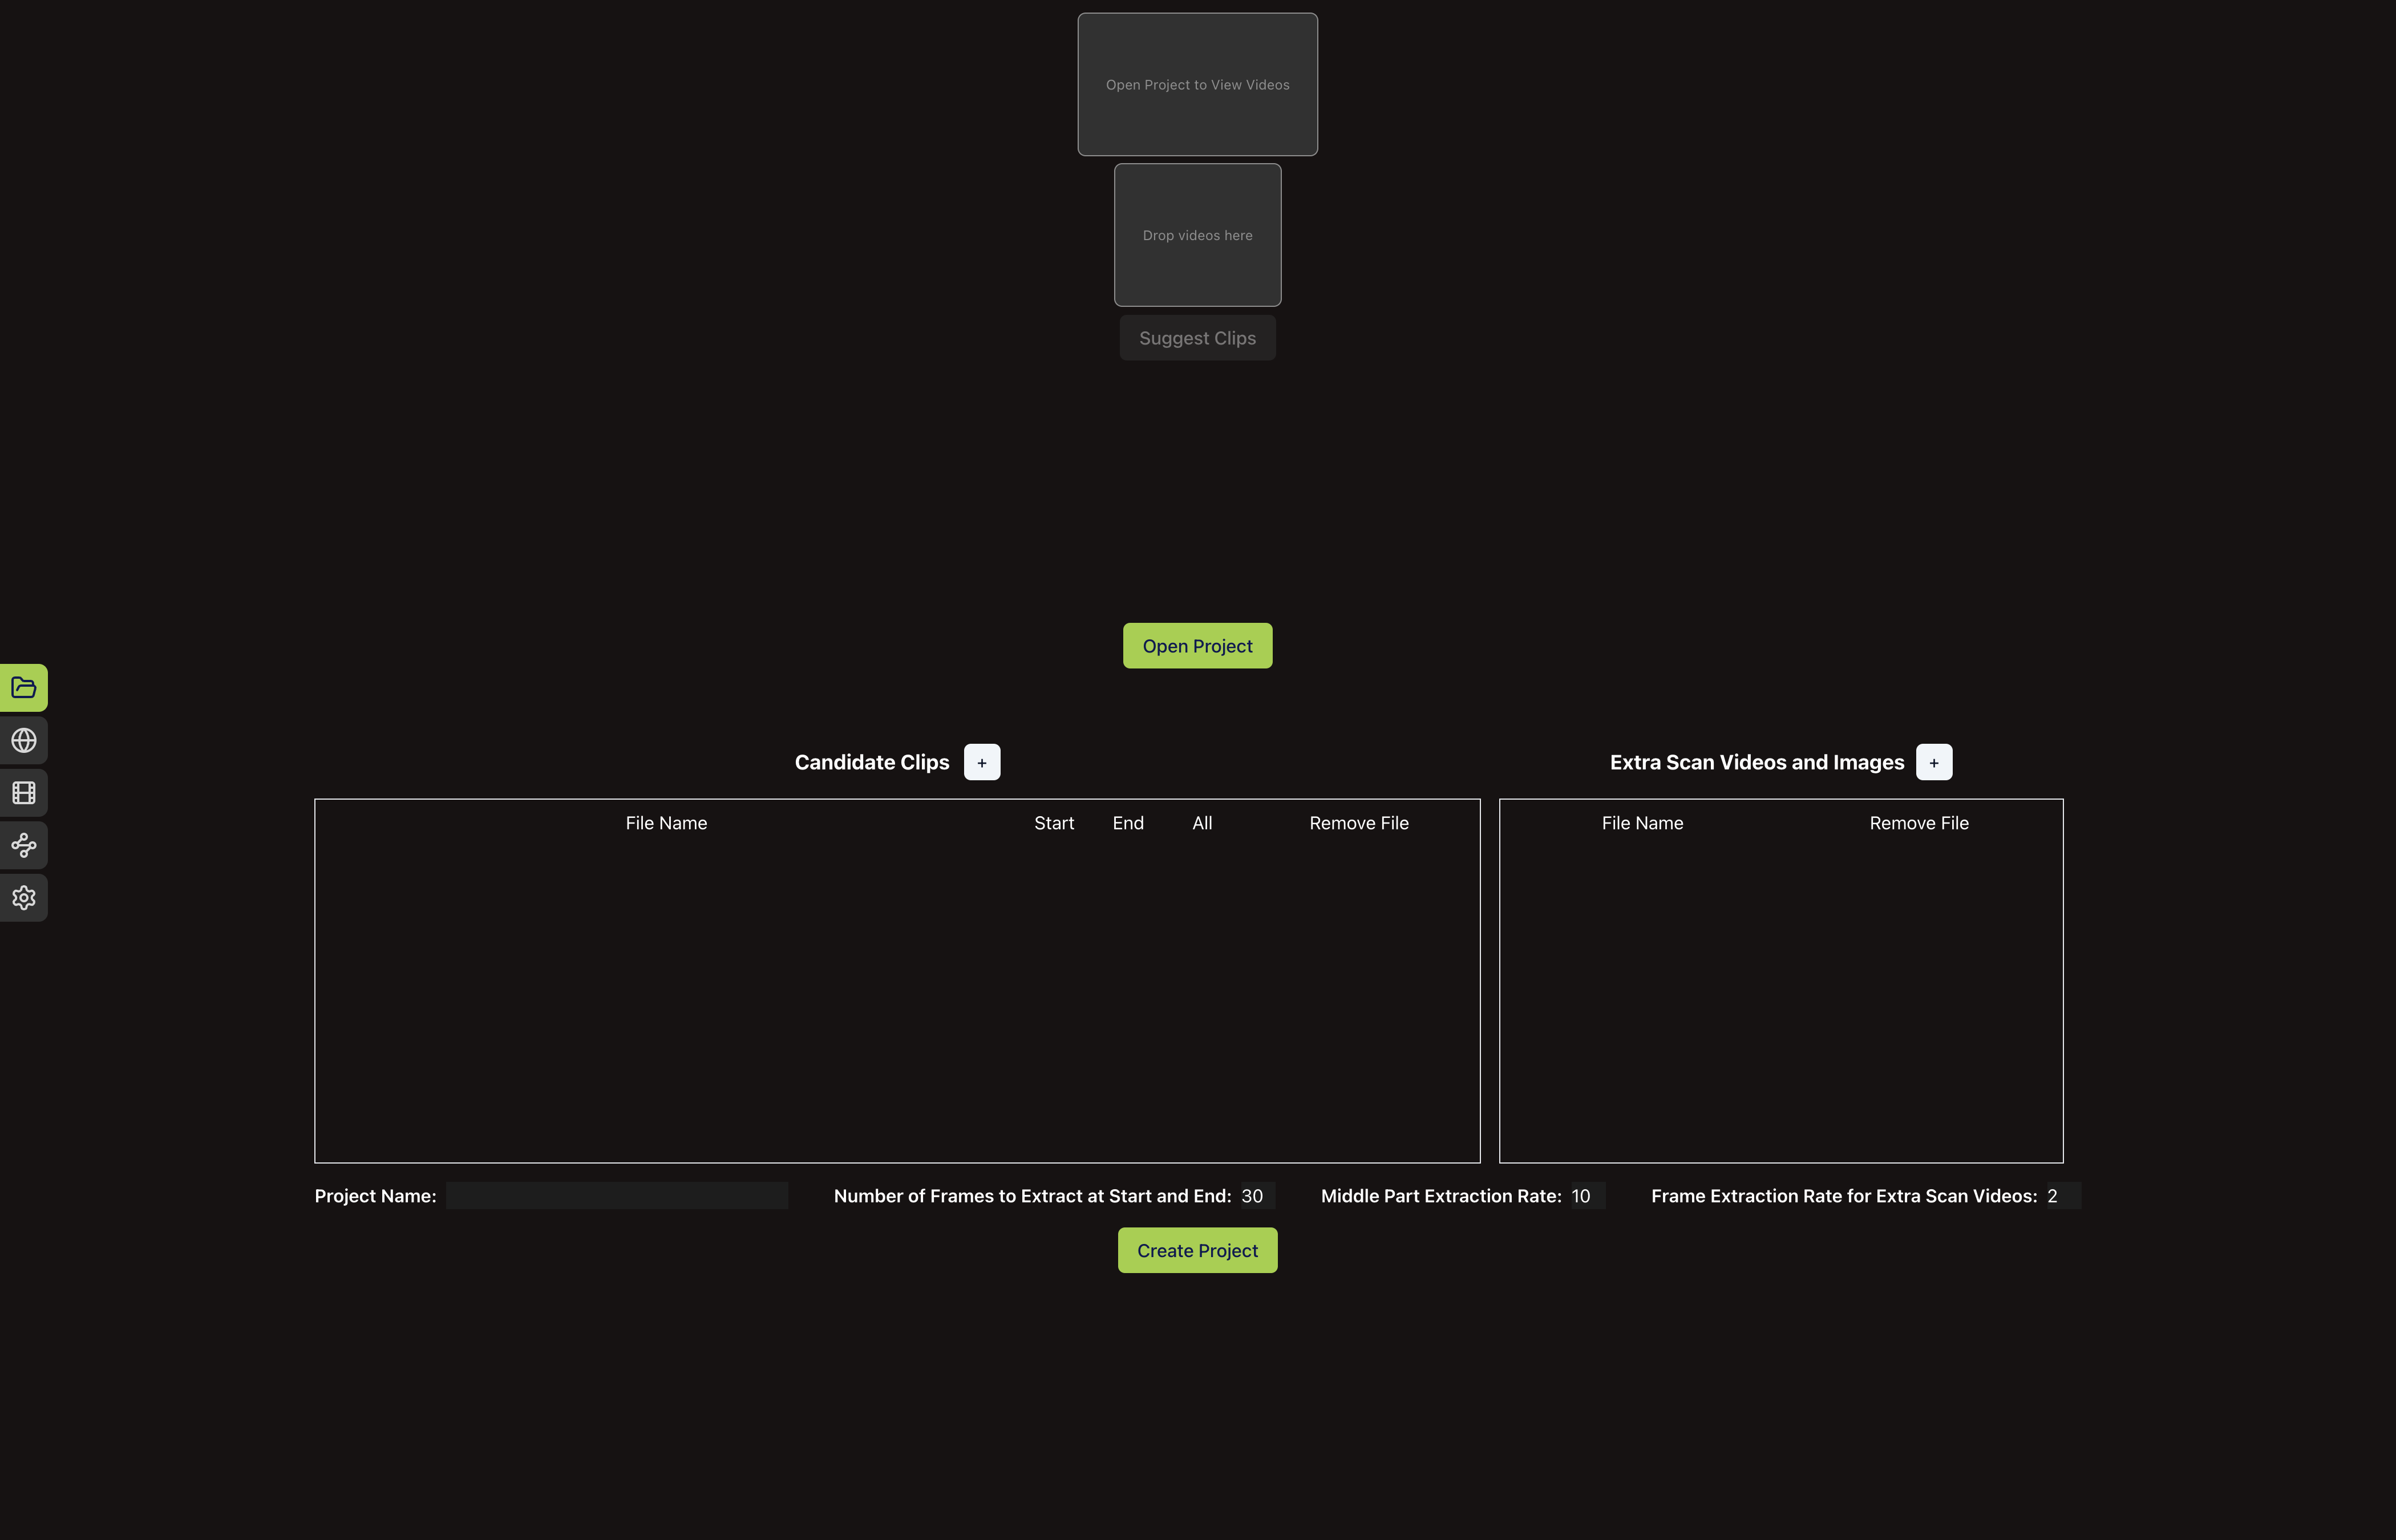 Open Project to View Videos
Drop videos here
Suggest Clips
Open Project
Candidate Clips +
Extra Scan Videos and Images +
File Name Start End All Remove File
File Name Remove File
Project Name:
Number of Frames to Extract at Start and End: 30
Middle Part Extraction Rate: 10
Frame Extraction Rate for Extra Scan Videos: 2
Create Project